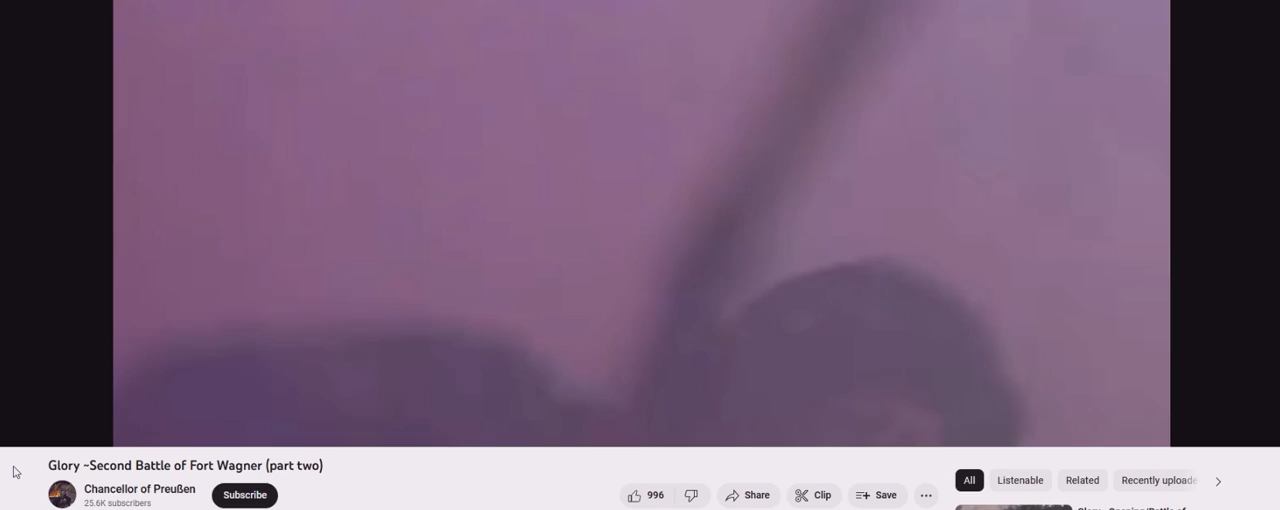 Glory ~Second Battle of Fort Wagner (part two)
Chancellor of Preußen
25.6K subscribers
Subscribe
996
Share
Clip
Save
All
Listenable
Related
Recently uploade